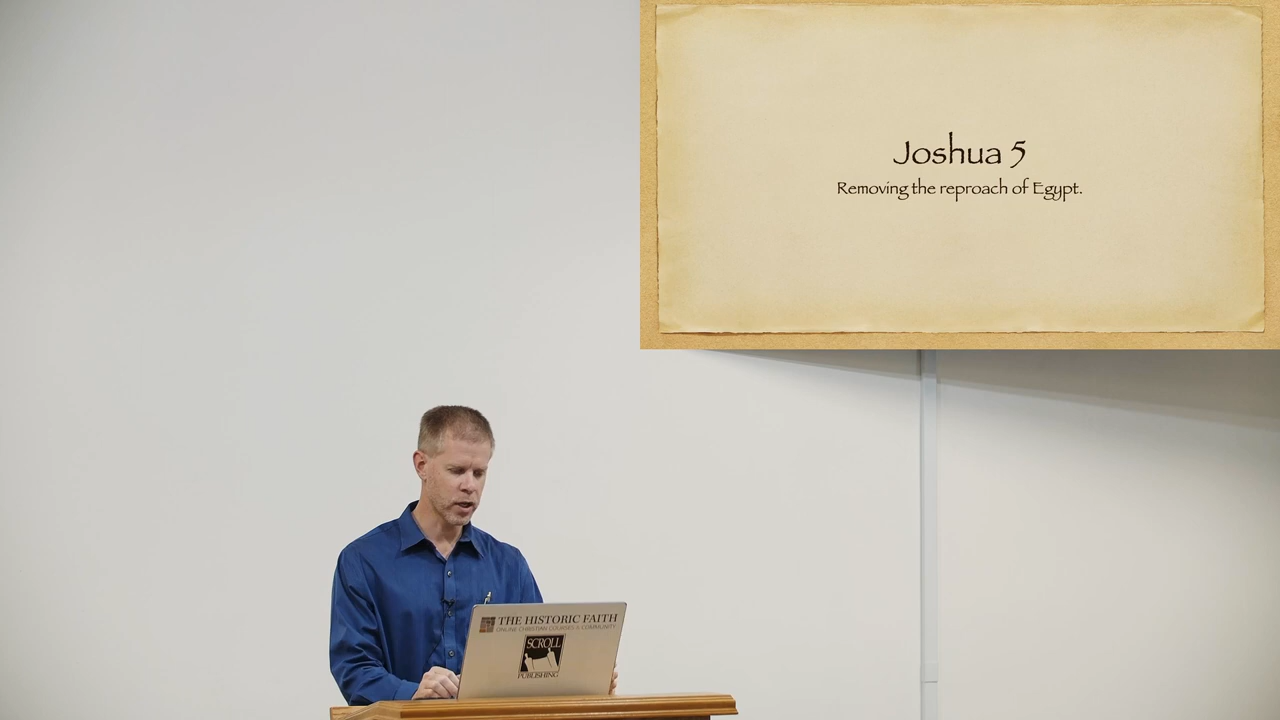 Joshua 5
Removing the reproach of Egypt.
THE HISTORIC FAITH
ONLINE CHRISTIAN COURSES & COMMUNITY
SCROLL
PUBLISHING